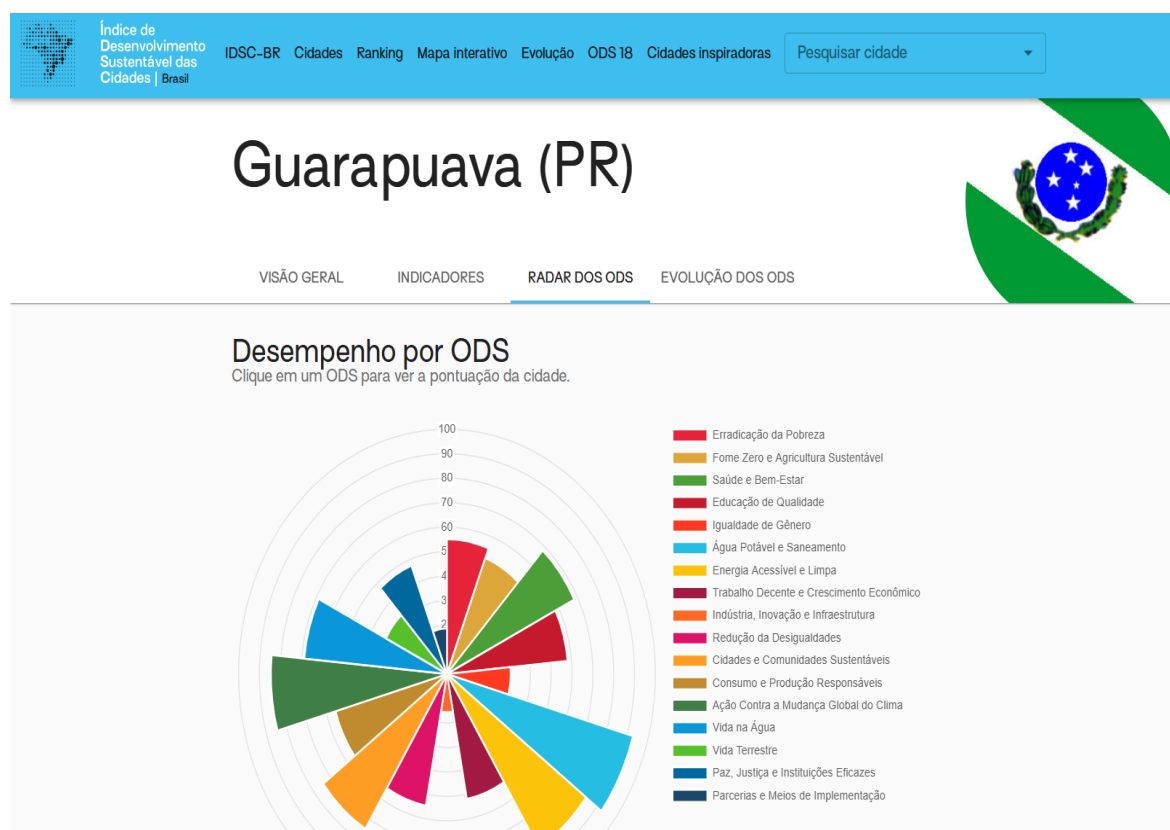 Índice de
Desenvolvimento
Sustentável das
Cidades | Brasil
IDSC-BR Cidades Ranking Mapa interativo Evolução ODS 18 Cidades inspiradoras Pesquisar cidade
Guarapuava (PR)
VISÃO GERAL INDICADORES RADAR DOS ODS EVOLUÇÃO DOS ODS
Desempenho por ODS
Clique em um ODS para ver a pontuação da cidade.
100
90
80
70
60
5
4
3
2
Erradicação da Pobreza
Fome Zero e Agricultura Sustentável
Saúde e Bem-Estar
Educação de Qualidade
Igualdade de Gênero
Água Potável e Saneamento
Energia Acessível e Limpa
Trabalho Decente e Crescimento Econômico
Indústria, Inovação e Infraestrutura
Redução da Desigualdades
Cidades e Comunidades Sustentáveis
Consumo e Produção Responsáveis
Ação Contra a Mudança Global do Clima
Vida na Água
Vida Terrestre
Paz, Justiça e Instituições Eficazes
Parcerias e Meios de Implementação